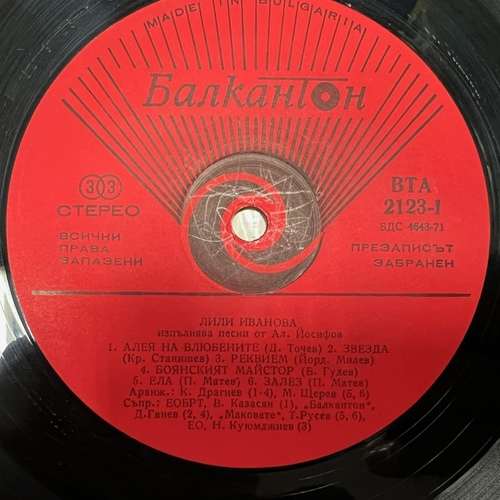 MADE IN BULGARIA
БАЛКАНТОН
33
СТЕРЕО
ВТА
2123-I
БДС 4643-71
ВСИЧКИ
ПРАВА
ЗАПАЗЕНИ
ПРЕЗАПИСЪТ
ЗАБРАНЕН
ЛИЛИ ИВАНОВА
изпълнява песни от Ал. Йосифов
1. АЛЕЯ НА ВЛЮБЕНИТЕ (Д. Точев) 2. ЗВЕЗДА
(Кр. Станишев) 3. РЕКВИЕМ (Йорд. Милев)
4. БОЯНСКИЯТ МАЙСТОР (Б. Гудев)
5. ЕЛА (П. Матев) 6. ЗАЛЕЗ (П. Матев)
Аранж.: К. Драгнев (1-4), М. Щерев (5, 6)
Съпр.: ЕОБРТ, В. Казасян (1), „Балкантон",
Д. Ганев (2, 4), „Маковете", Т. Русев (5, 6),
ЕО, Н. Куюмджиев (3)